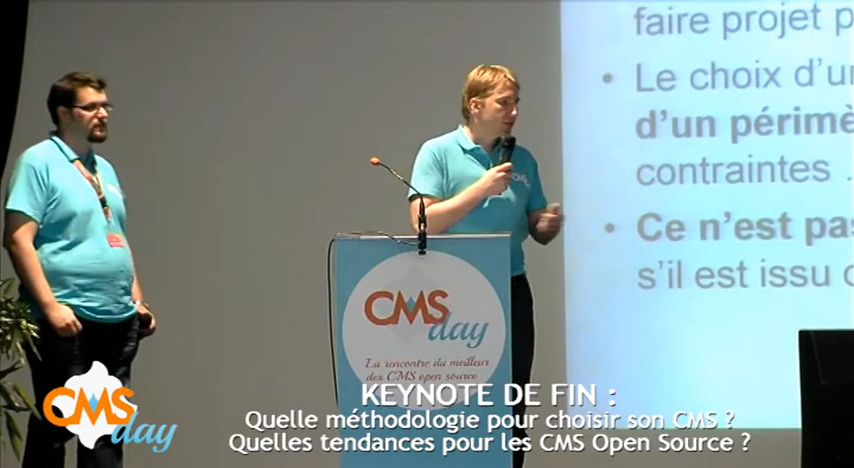 faire projet p
• Le choix d'u
d'un périmè
contraintes ..
• Ce n'est pas
s'il est issu
CMS
day
La rencontre du meilleur
des CMS open source
KEYNOTE DE FIN :
Quelle méthodologie pour choisir son CMS ?
Quelles tendances pour les CMS Open Source ?
CMS
day